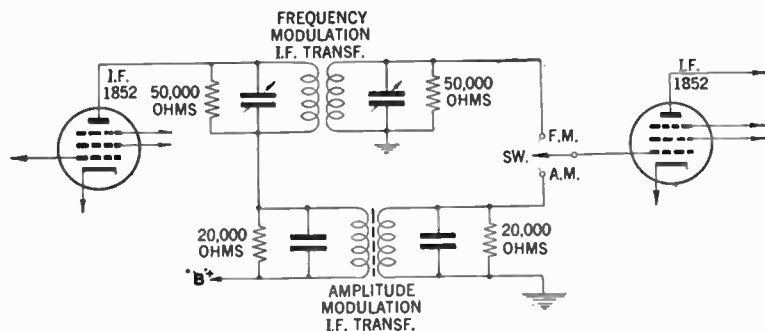 FREQUENCY
MODULATION
I.F. TRANSF.
I.F.
1852
50,000
OHMS
50,000
OHMS
I.F.
1852
F.M.
SW.
A.M.
20,000
OHMS
20,000
OHMS
"B"+
AMPLITUDE
MODULATION
I.F. TRANSF.